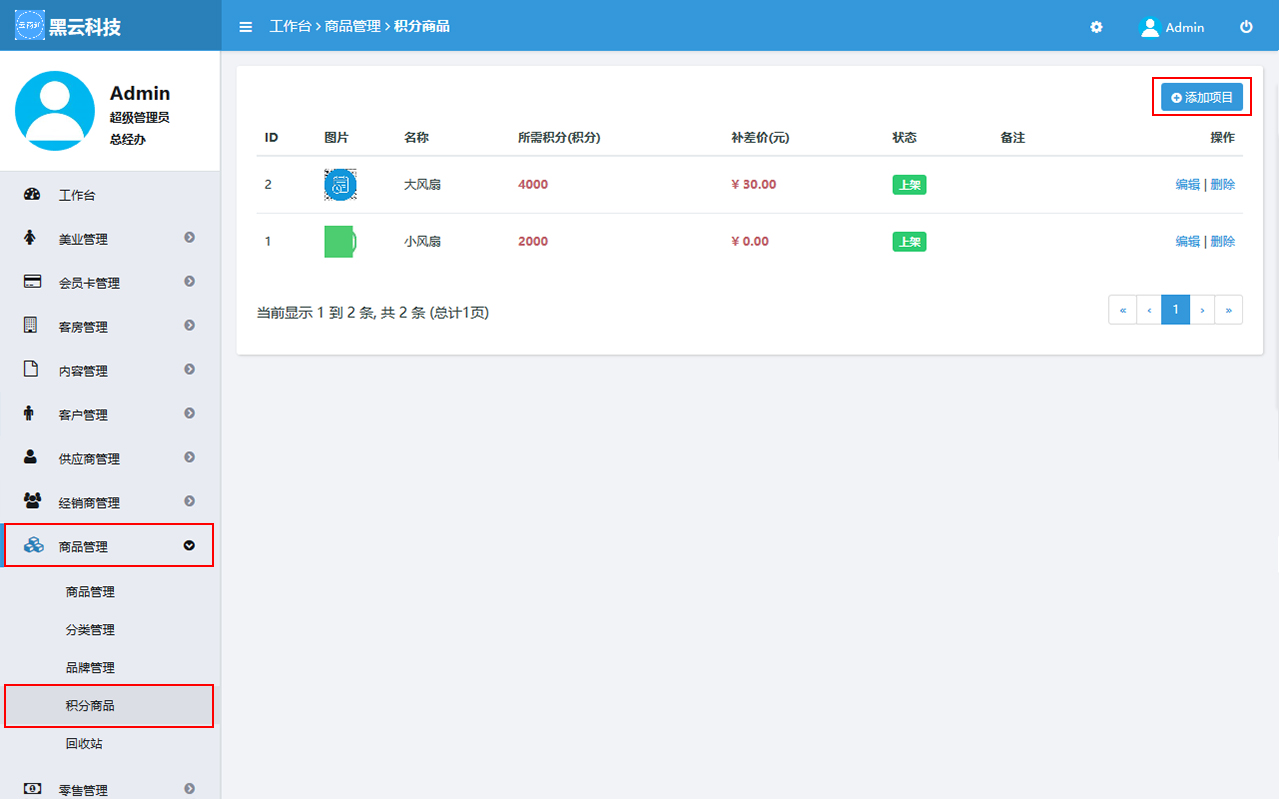 黑云科技
工作台 > 商品管理 > 积分商品
Admin
Admin
超级管理员
总经办
工作台
美业管理
会员卡管理
客房管理
内容管理
客户管理
供应商管理
经销商管理
商品管理
商品管理
分类管理
品牌管理
积分商品
回收站
零售管理
添加项目
ID 图片 名称 所需积分(积分) 补差价(元) 状态 备注 操作
2 大风扇 4000 ¥ 30.00 上架 编辑 | 删除
1 小风扇 2000 ¥ 0.00 上架 编辑 | 删除
当前显示 1 到 2 条, 共 2 条 (总计1页)
« ‹ 1 › »